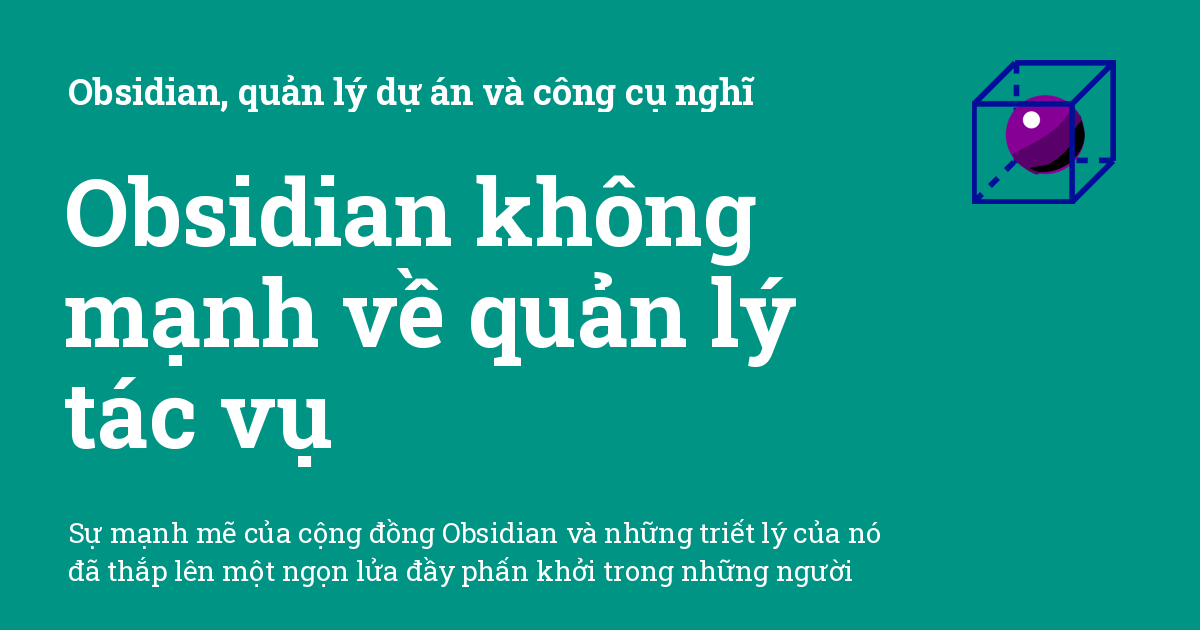 Obsidian, quản lý dự án và công cụ nghĩ
Obsidian không
mạnh về quản lý
tác vụ
Sự mạnh mẽ của cộng đồng Obsidian và những triết lý của nó
đã thắp lên một ngọn lửa đầy phấn khởi trong những người